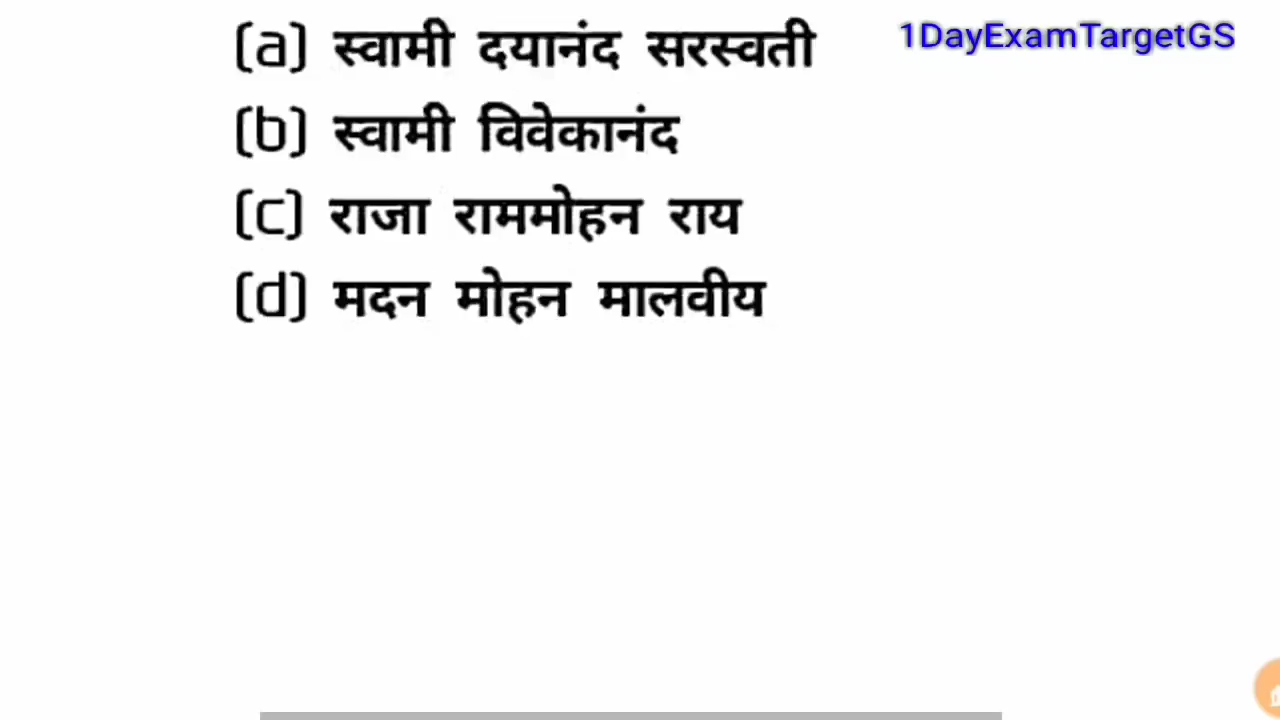 (a) स्वामी दयानंद सरस्वती 1DayExamTargetGS
(b) स्वामी विवेकानंद
(c) राजा राममोहन राय
(d) मदन मोहन मालवीय